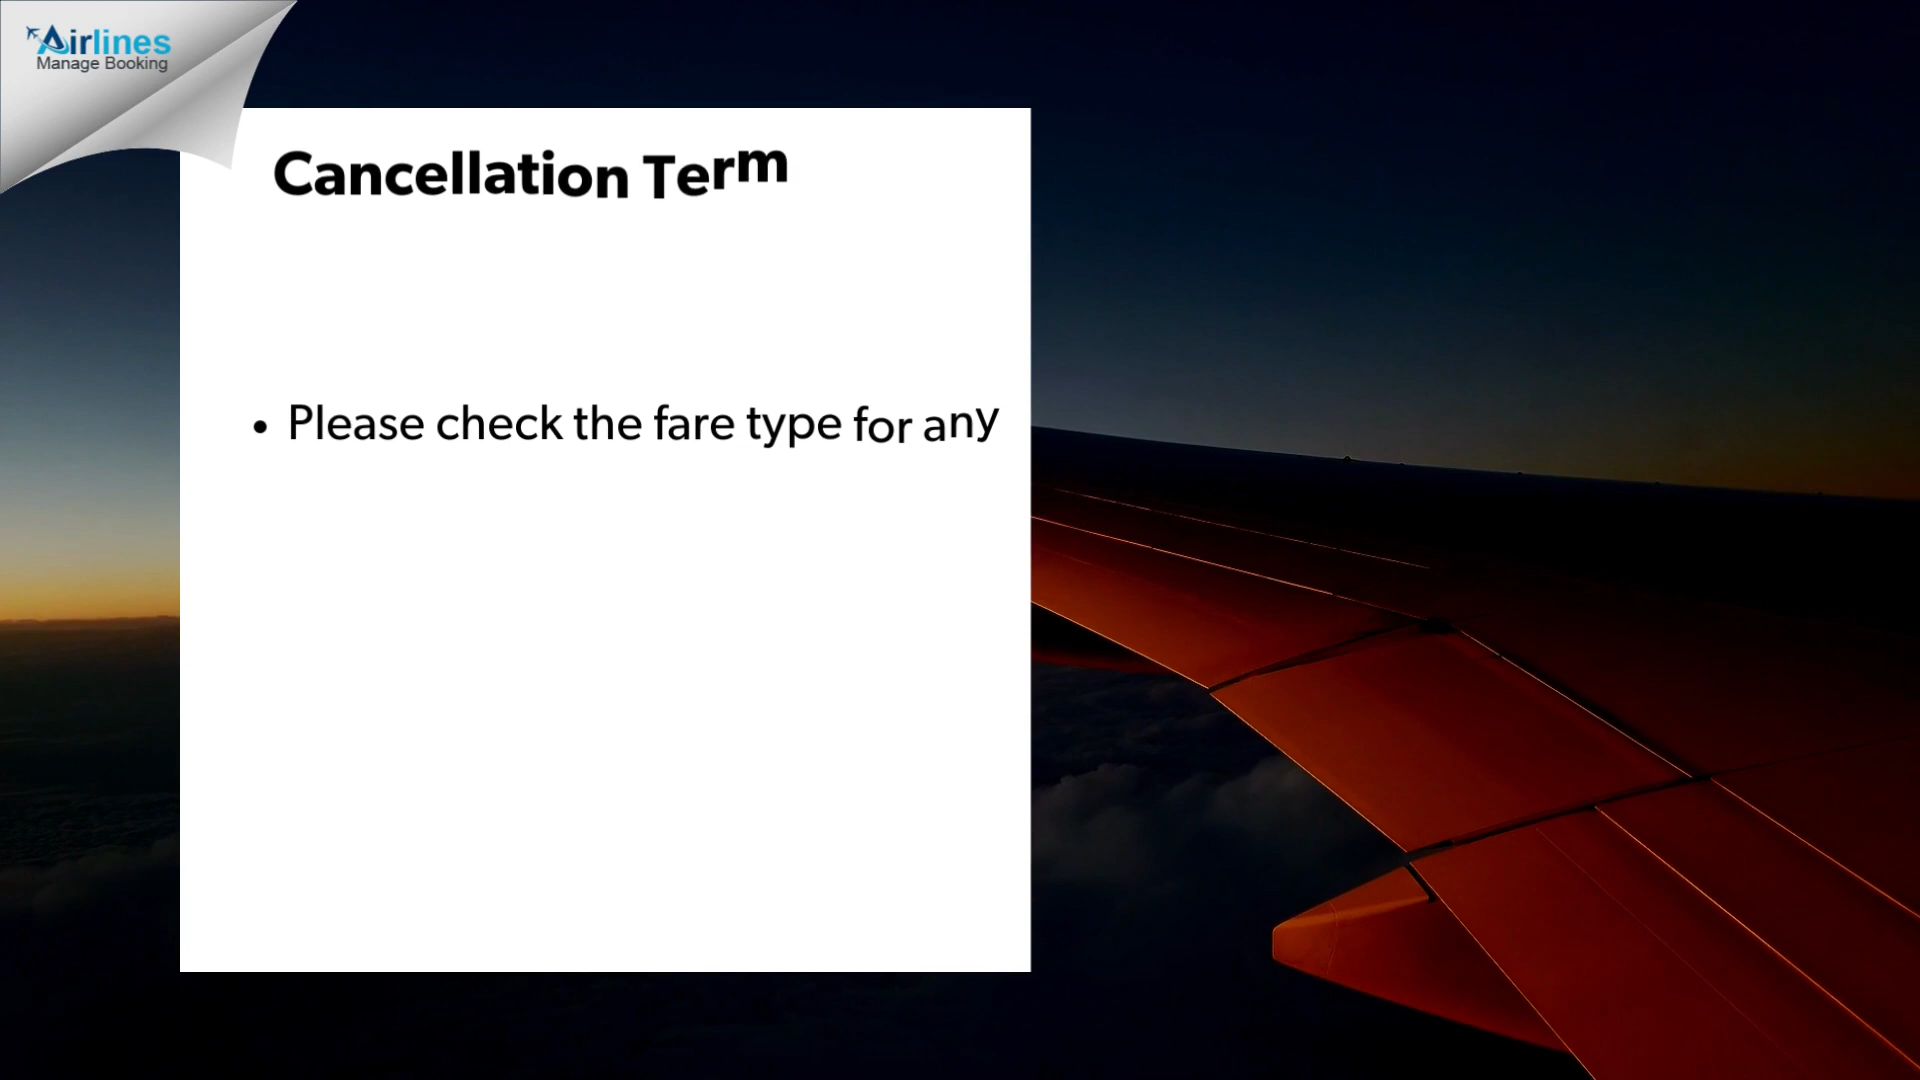 Airlines
Manage Booking
Cancellation Term
• Please check the fare type for any